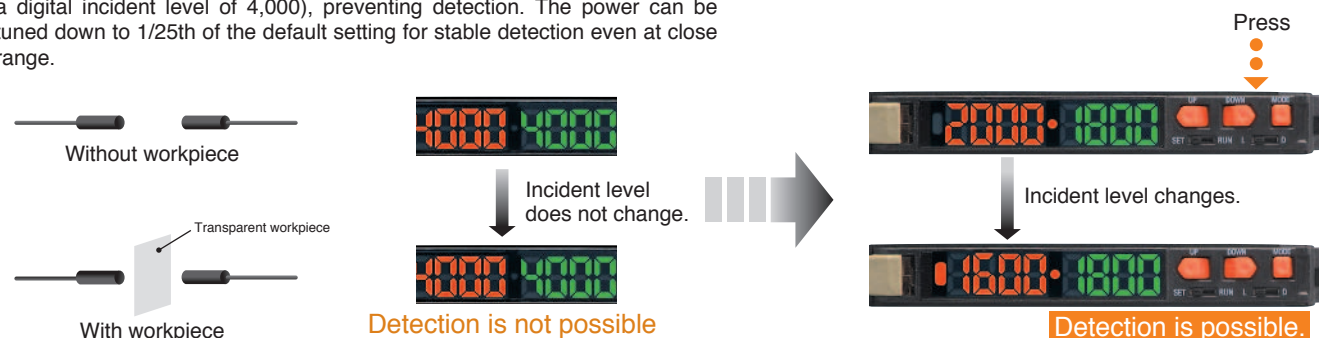 a digital incident level of 4,000), preventing detection. The power can be
tuned down to 1/25th of the default setting for stable detection even at close
range.
Press
Without workpiece
4000 4000
Incident level
does not change.
Transparent workpiece
4000 4000
With workpiece
Detection is not possible
UP DOWN MODE
2000 1800
SET RUN L D
Incident level changes.
UP DOWN MODE
1600 1800
SET RUN L D
Detection is possible.